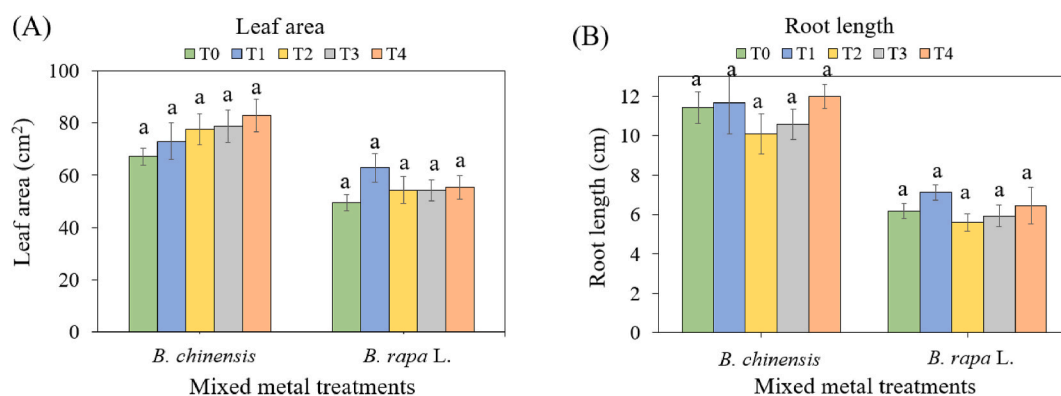 (A)
Leaf area
T0 T1 T2 T3 T4
100
80
60
40
20
0
Leaf area (cm²)
a a a a a
a a a a a
B. chinensis B. rapa L.
Mixed metal treatments
(B)
Root length
T0 T1 T2 T3 T4
12
10
8
6
4
2
0
Root length (cm)
a a a a a
a a a a a
B. chinensis B. rapa L.
Mixed metal treatments